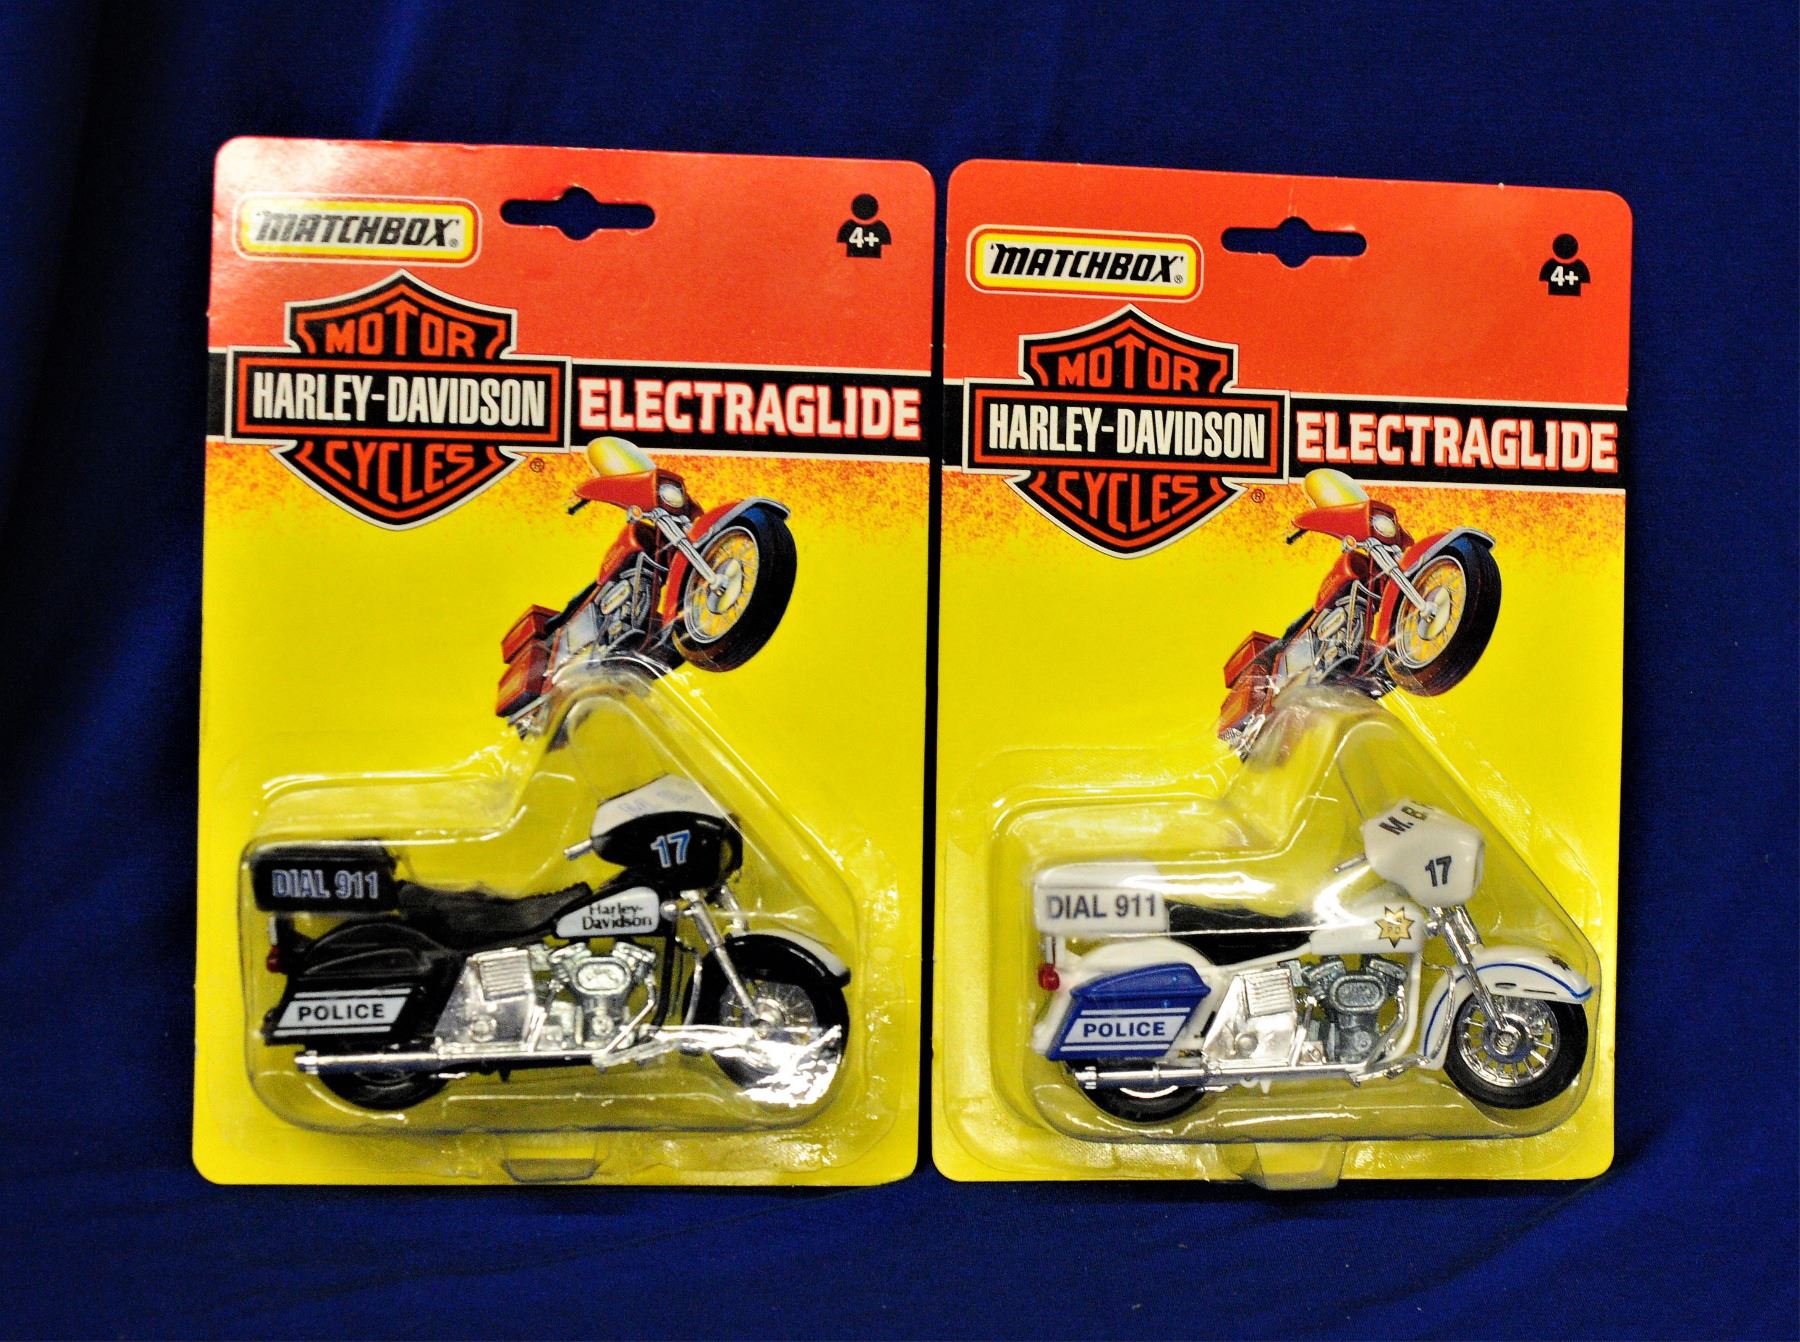 MATCHBOX®
4+
MOTOR
HARLEY-DAVIDSON
CYCLES
®
ELECTRAGLIDE
17
DIAL 911
Harley-
Davidson
POLICE
MATCHBOX®
4+
MOTOR
HARLEY-DAVIDSON
CYCLES
®
ELECTRAGLIDE
M. B.
17
DIAL 911
POLICE